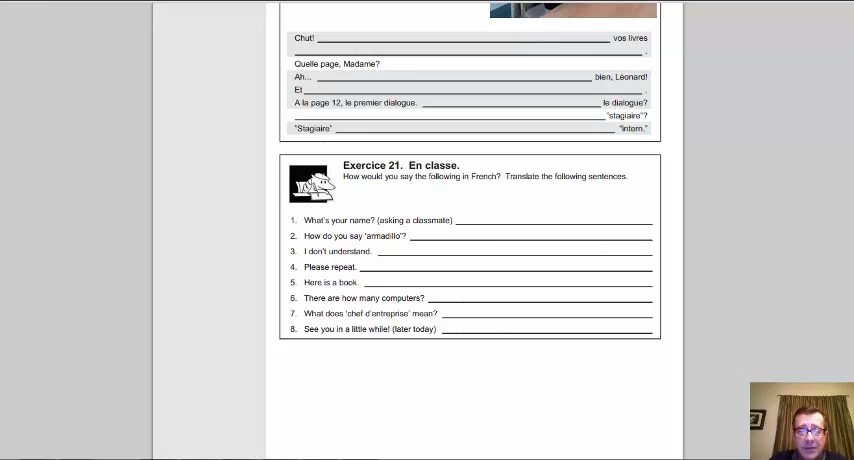 Chut! vos livres
.
Quelle page, Madame?
Ah... bien, Léonard!
Et .
A la page 12, le premier dialogue. le dialogue?
"stagiaire"?
"Stagiaire" "intern."
Exercice 21. En classe.
How would you say the following in French? Translate the following sentences.
1. What's your name? (asking a classmate)
2. How do you say 'armadillo'?
3. I don't understand.
4. Please repeat.
5. Here is a book.
6. There are how many computers?
7. What does 'chef d'entreprise' mean?
8. See you in a little while! (later today)